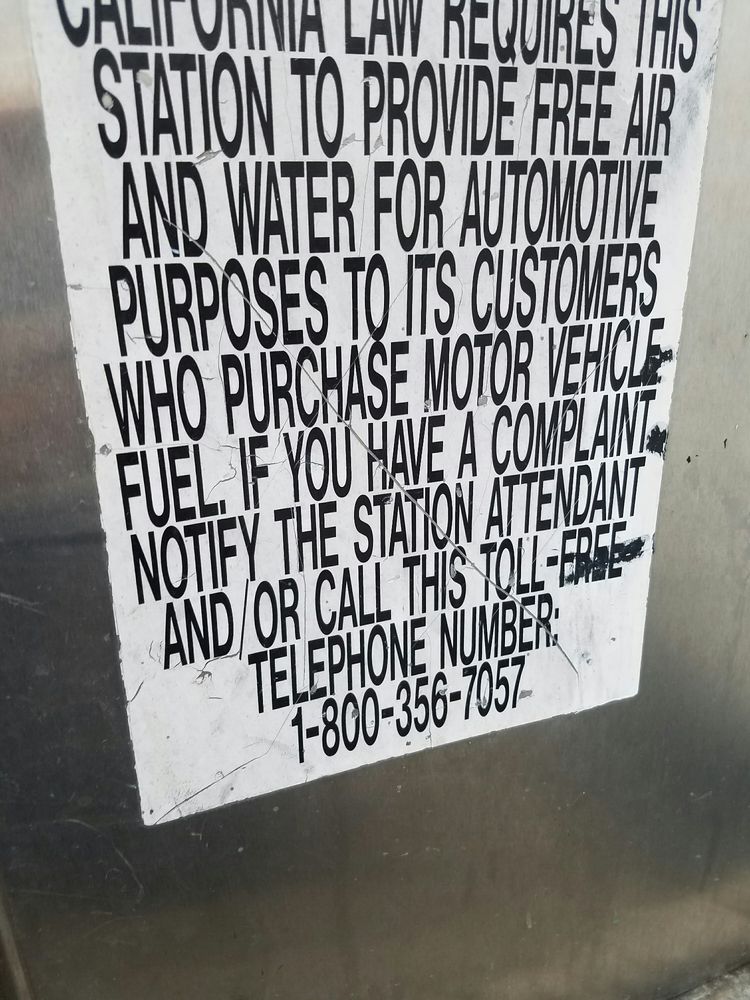 CALIFORNIA LAW REQUIRES THIS
STATION TO PROVIDE FREE AIR
AND WATER FOR AUTOMOTIVE
PURPOSES TO ITS CUSTOMERS
WHO PURCHASE MOTOR VEHICLE
FUEL. IF YOU HAVE A COMPLAINT
NOTIFY THE STATION ATTENDANT
AND/OR CALL THIS TOLL-FREE
TELEPHONE NUMBER:
1-800-356-7057